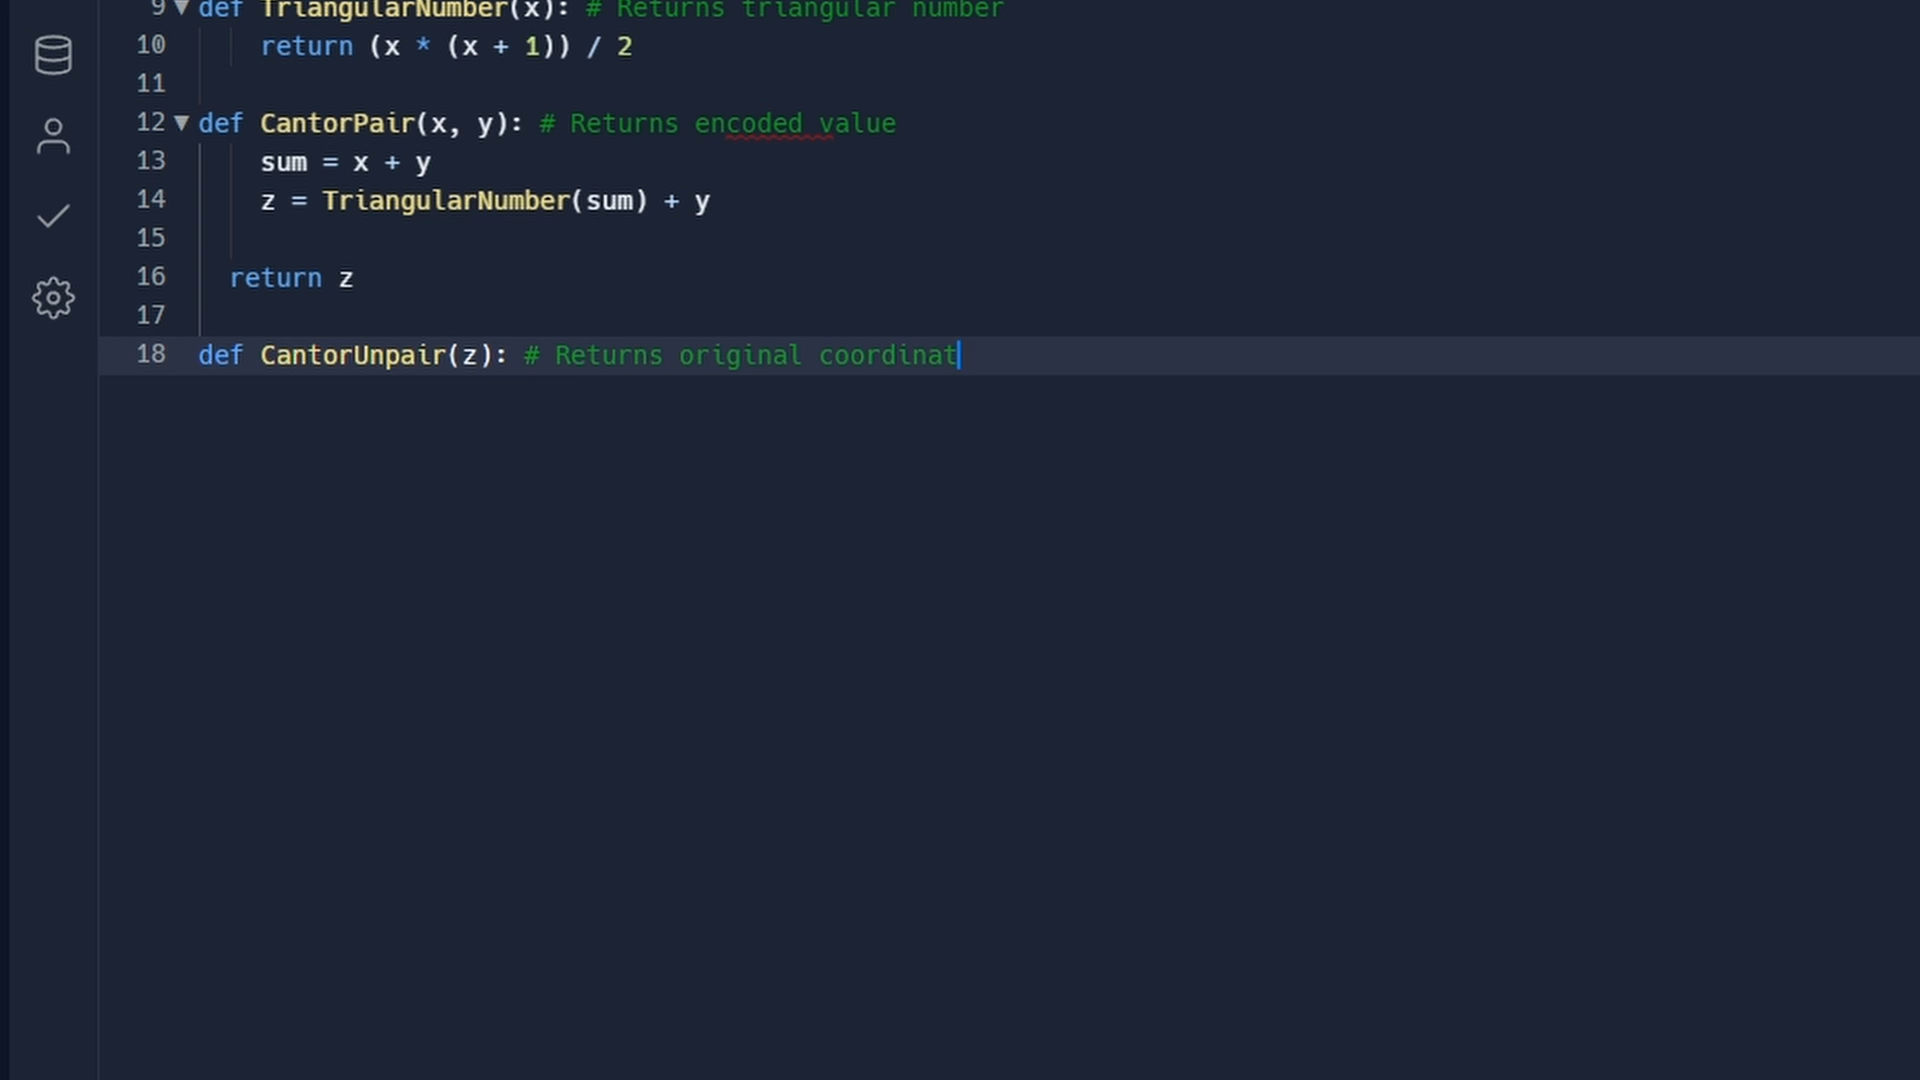 9 def TriangularNumber(x): # Returns triangular number
10 return (x * (x + 1)) / 2
11
12 def CantorPair(x, y): # Returns encoded value
13 sum = x + y
14 z = TriangularNumber(sum) + y
15
16 return z
17
18 def CantorUnpair(z): # Returns original coordinat